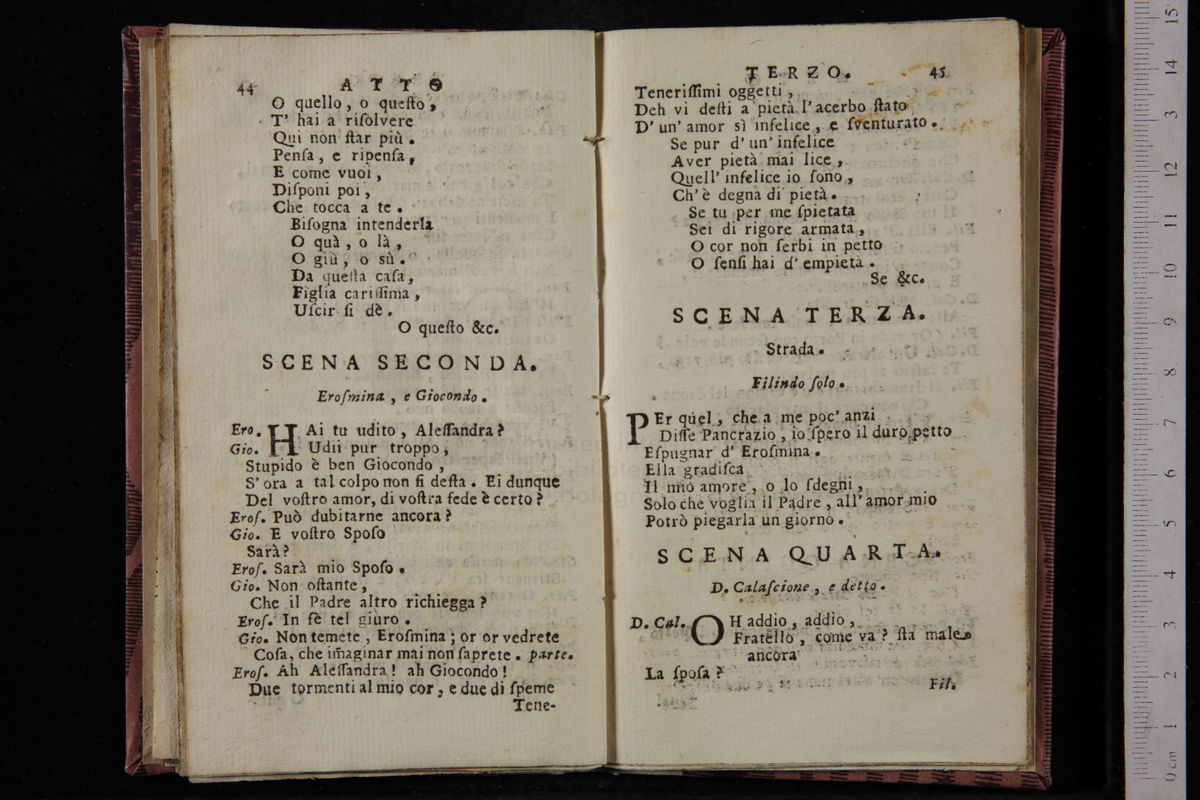 44 ATTO
O quello, o queſto,
T' hai a riſolvere
Qui non ſtar più.
Penſa, e ripenſa,
E come vuoi,
Diſponi poi,
Che tocca a te.
Biſogna intenderla
O quà, o là,
O giù, o sù.
Da queſta caſa,
Figlia cariſſima,
Uſcir ſi dè.
O queſto &c.
SCENA SECONDA.
Eroſmina, e Giocondo.
Ero. HAi tu udito, Aleſſandra?
Gio. Udii pur troppo,
Stupido è ben Giocondo,
S' ora a tal colpo non ſi deſta. Ei dunque
Del voſtro amor, di voſtra fede è certo?
Eroſ. Può dubitarne ancora?
Gio. E voſtro Spoſo
Sarà?
Eroſ. Sarà mio Spoſo.
Gio. Non oſtante,
Che il Padre altro richiegga?
Eroſ. In fè tel giuro.
Gio. Non temete, Eroſmina; or or vedrete
Coſa, che imaginar mai non ſaprete. parte.
Eroſ. Ah Aleſſandra! ah Giocondo!
Due tormenti al mio cor, e due di ſpeme
Tene-
TERZO. 45
Teneriſſimi oggetti,
Deh vi deſti a pietà l' acerbo ſtato
D' un' amor sì infelice, e ſventurato.
Se pur d' un' infelice
Aver pietà mai lice,
Quell' infelice io ſono,
Ch' è degna di pietà.
Se tu per me ſpietata
Sei di rigore armata,
O cor non ſerbi in petto
O ſenſi hai d' empietà.
Se &c.
SCENA TERZA.
Strada.
Filindo ſolo.
PEr quel, che a me poc' anzi
Diſſe Pancrazio, io ſpero il duro petto
Eſpugnar d' Eroſmina.
Ella gradiſca
Il mio amore, o lo ſdegni,
Solo che voglia il Padre, all' amor mio
Potrò piegarla un giorno.
SCENA QUARTA.
D. Calaſcione, e detto.
D. Cal. OH addio, addio,
Fratello, come va? ſta male
ancora
La ſpoſa?
Fil.